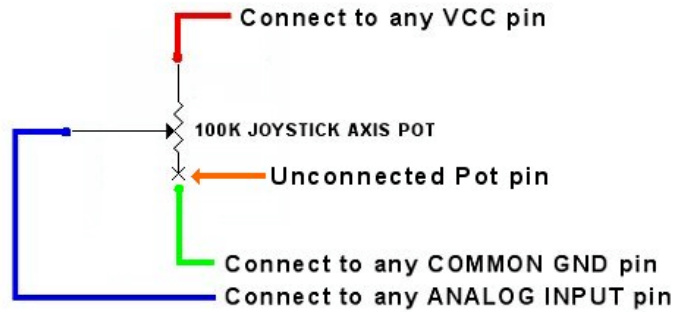 Connect to any VCC pin
100K JOYSTICK AXIS POT
Unconnected Pot pin
Connect to any COMMON GND pin
Connect to any ANALOG INPUT pin